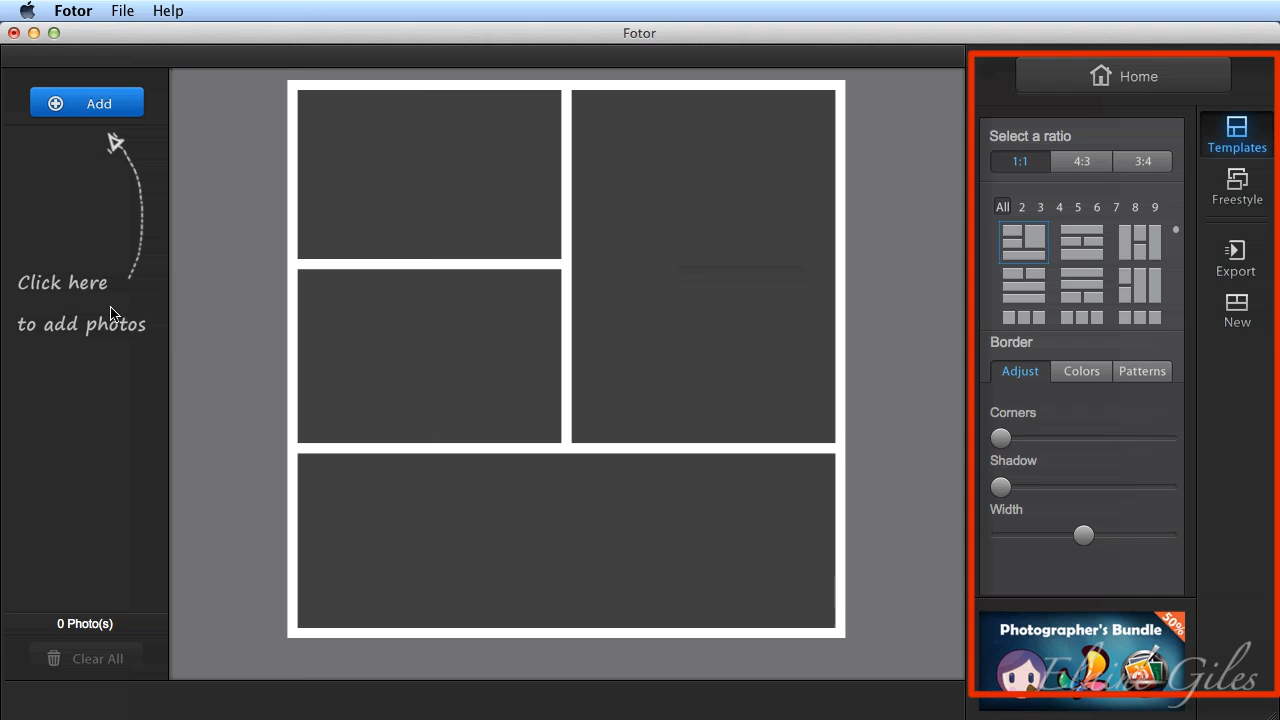 Fotor File Help
Fotor
Add
Click here
to add photos
0 Photo(s)
Clear All
Home
Select a ratio
1:1 4:3 3:4
All 2 3 4 5 6 7 8 9
Border
Adjust Colors Patterns
Corners
Shadow
Width
Templates
Freestyle
Export
New
50%
Photographer's Bundle
Elaine Giles